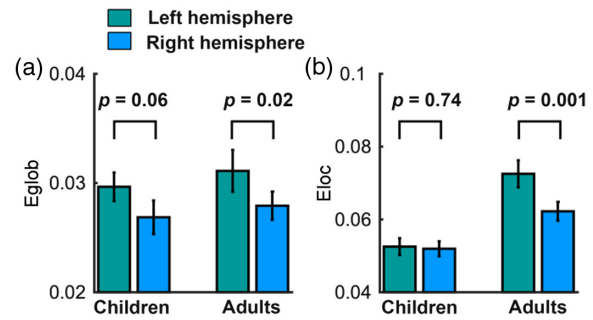 Left hemisphere
Right hemisphere
(a)
0.04
p = 0.06
p = 0.02
Eglob
0.03
0.02
Children
Adults
(b)
0.1
p = 0.74
p = 0.001
0.08
Eloc
0.06
0.04
Children
Adults